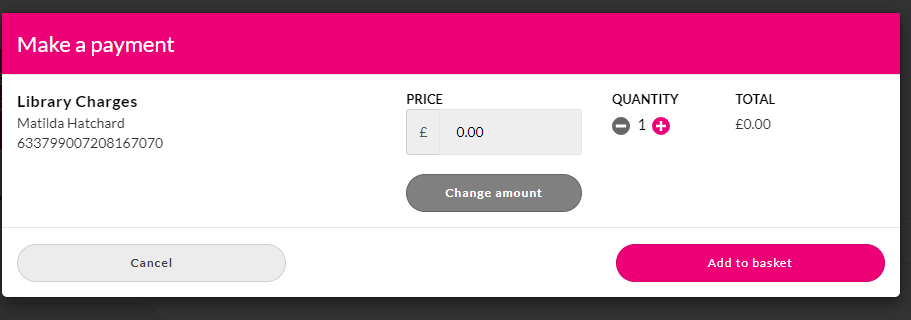 Make a payment
Library Charges
Matilda Hatchard
633799007208167070
PRICE
£ 0.00
Change amount
QUANTITY
1
TOTAL
£0.00
Cancel
Add to basket